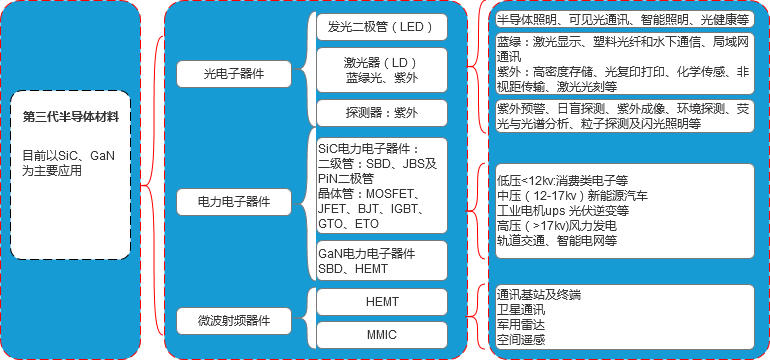 第三代半导体材料
目前以SiC、GaN
为主要应用
光电子器件
电力电子器件
微波射频器件
发光二极管（LED）
激光器（LD）
蓝绿光、紫外
探测器：紫外
SiC电力电子器件：
二级管：SBD、JBS及
PiN二极管
晶体管：MOSFET、
JFET、BJT、IGBT、
GTO、ETO
GaN电力电子器件
SBD、HEMT
HEMT
MMIC
半导体照明、可见光通讯、智能照明、光健康等
蓝绿：激光显示、塑料光纤和水下通信、局域网
通讯
紫外：高密度存储、光复印打印、化学传感、非
视距传输、激光光刻等
紫外预警、日盲探测、紫外成像、环境探测、荧
光与光谱分析、粒子探测及闪光照明等
低压<12kv:消费类电子等
中压（12-17kv）新能源汽车
工业电机ups 光伏逆变等
高压（>17kv)风力发电
轨道交通、智能电网等
通讯基站及终端
卫星通讯
军用雷达
空间遥感